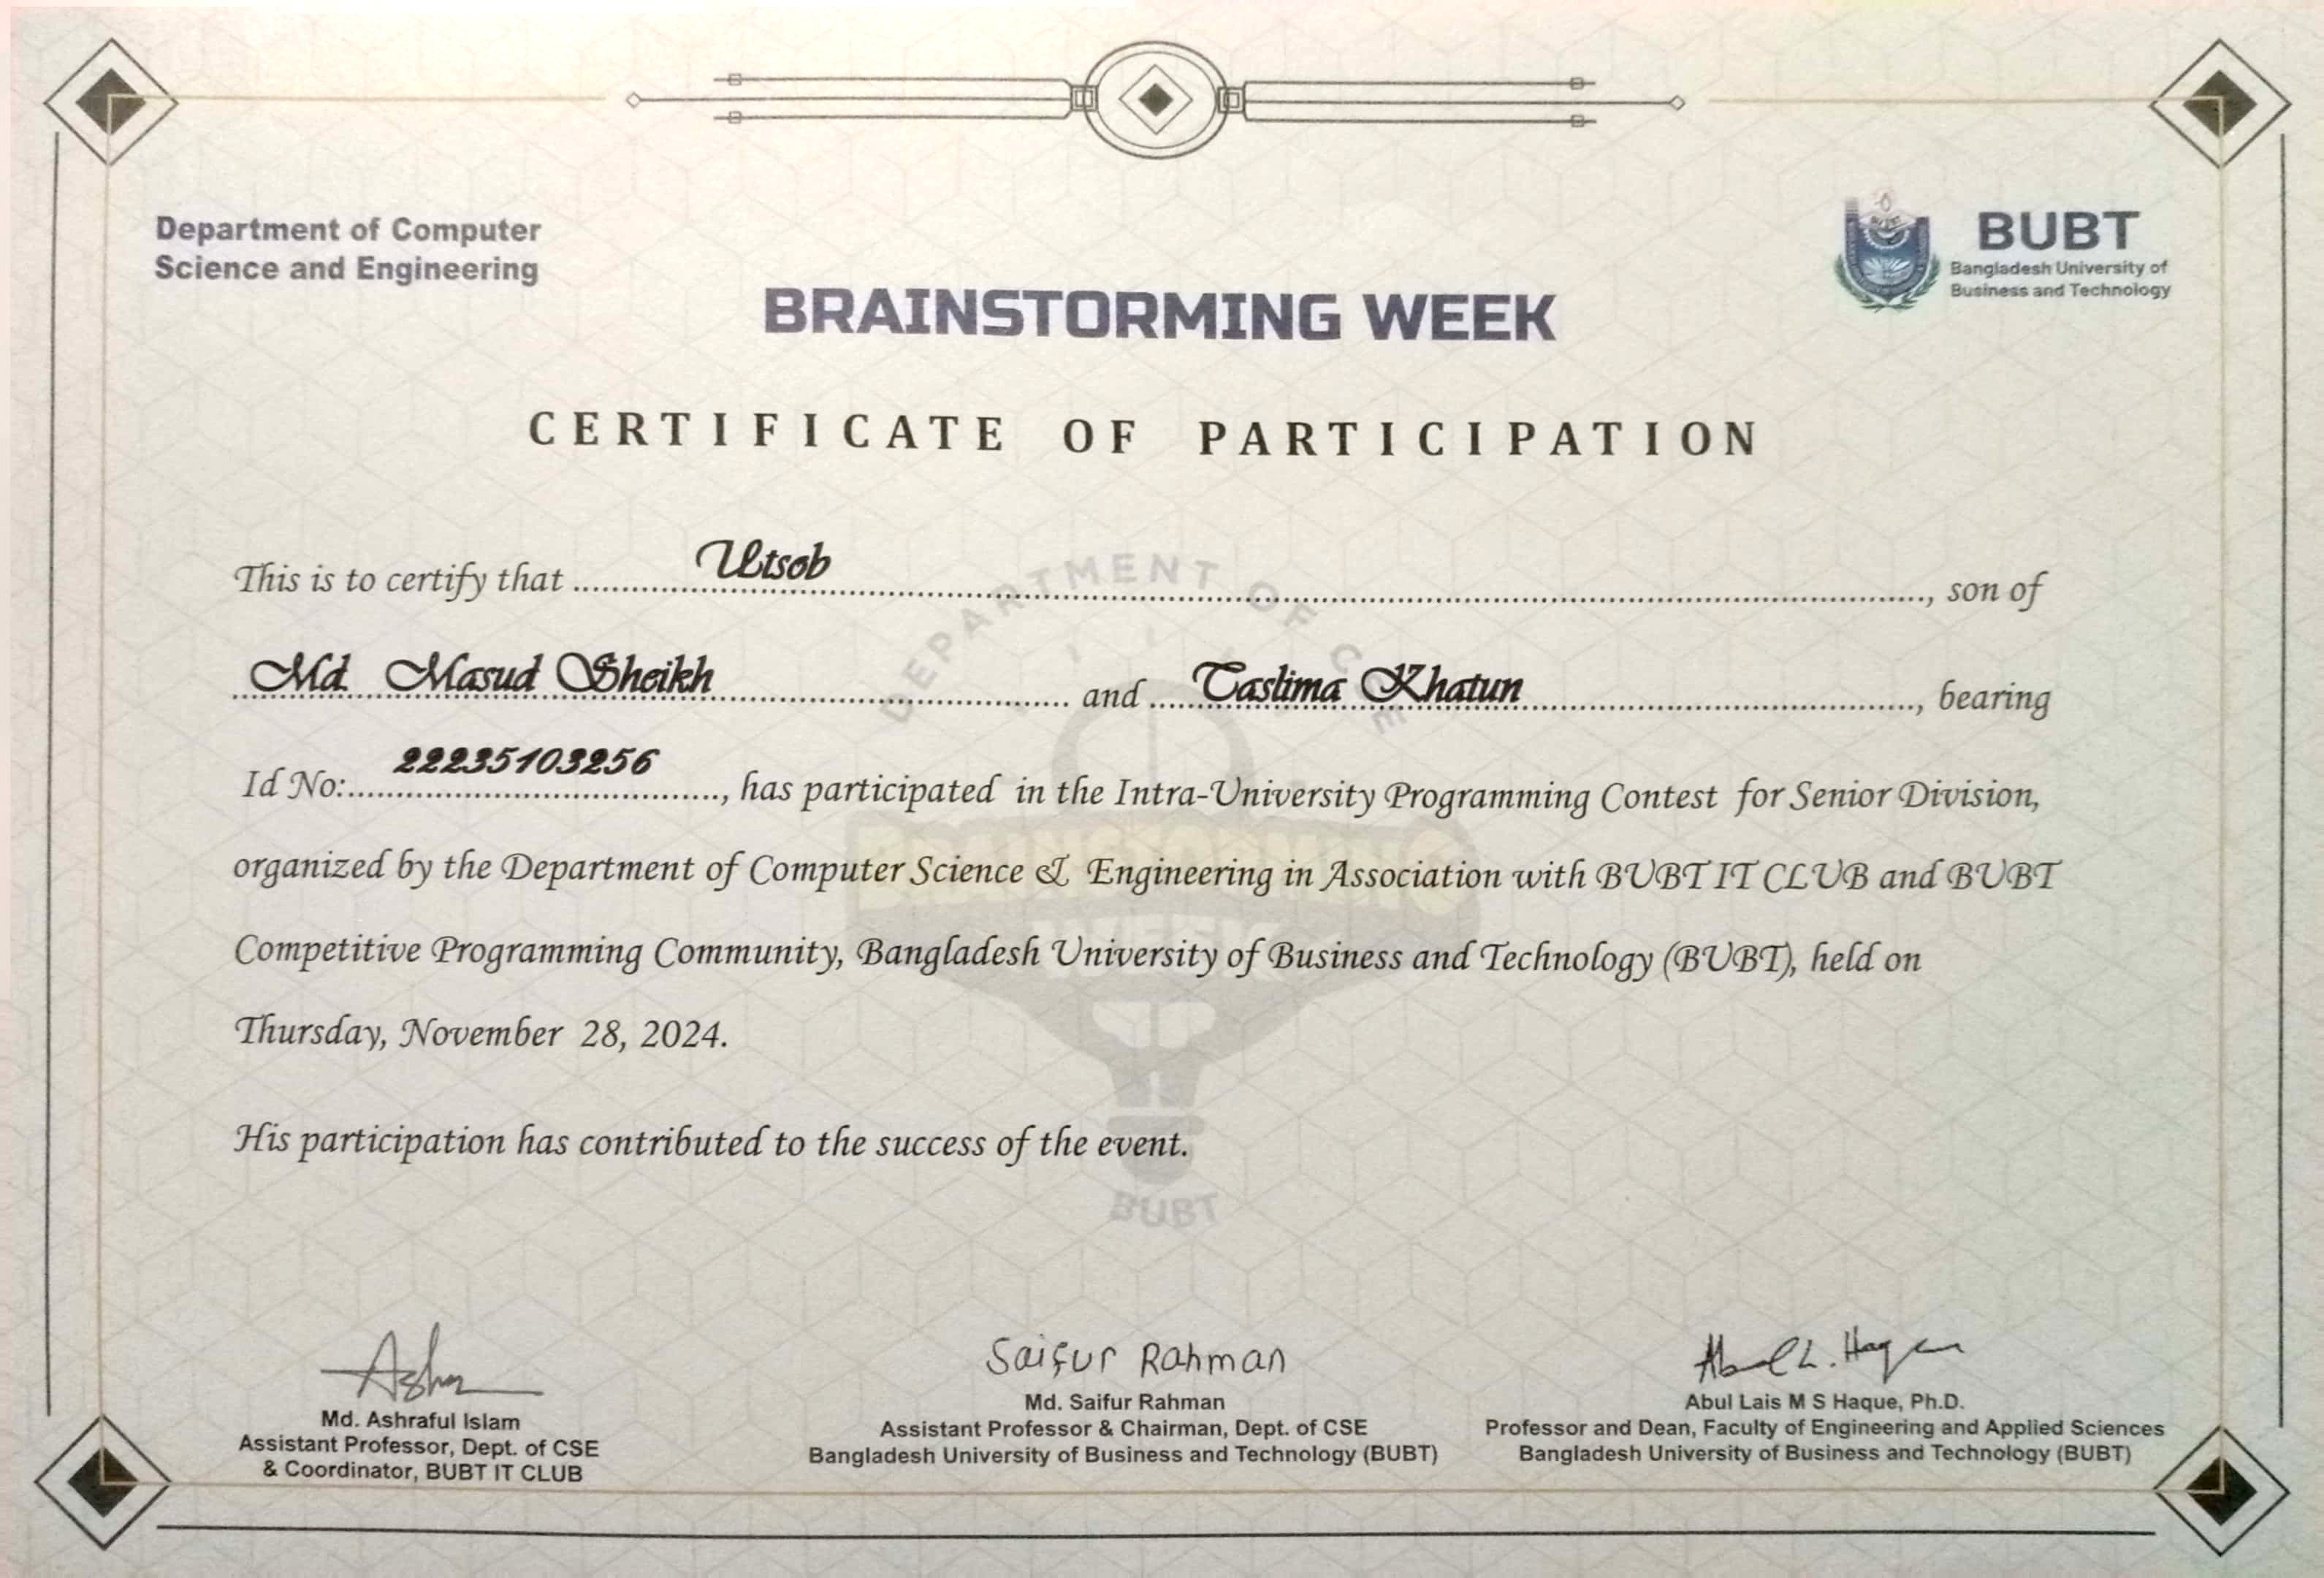 Department of Computer
Science and Engineering
BUBT
Bangladesh University of
Business and Technology
BRAINSTORMING WEEK
CERTIFICATE OF PARTICIPATION
This is to certify that ........ Utsob ........, son of
Md. Masud Sheikh ........ and ........ Taslima Khatun ........, bearing
Id No:........ 22235103256 ........, has participated in the Intra-University Programming Contest for Senior Division,
organized by the Department of Computer Science & Engineering in Association with BUBT IT CLUB and BUBT
Competitive Programming Community, Bangladesh University of Business and Technology (BUBT), held on
Thursday, November 28, 2024.
His participation has contributed to the success of the event.
DEPARTMENT OF CSE
BRAINSTORMING
WEEK
BUBT
Saifur Rahman
Abul L. Haque
Md. Ashraful Islam
Assistant Professor, Dept. of CSE
& Coordinator, BUBT IT CLUB
Md. Saifur Rahman
Assistant Professor & Chairman, Dept. of CSE
Bangladesh University of Business and Technology (BUBT)
Abul Lais M S Haque, Ph.D.
Professor and Dean, Faculty of Engineering and Applied Sciences
Bangladesh University of Business and Technology (BUBT)